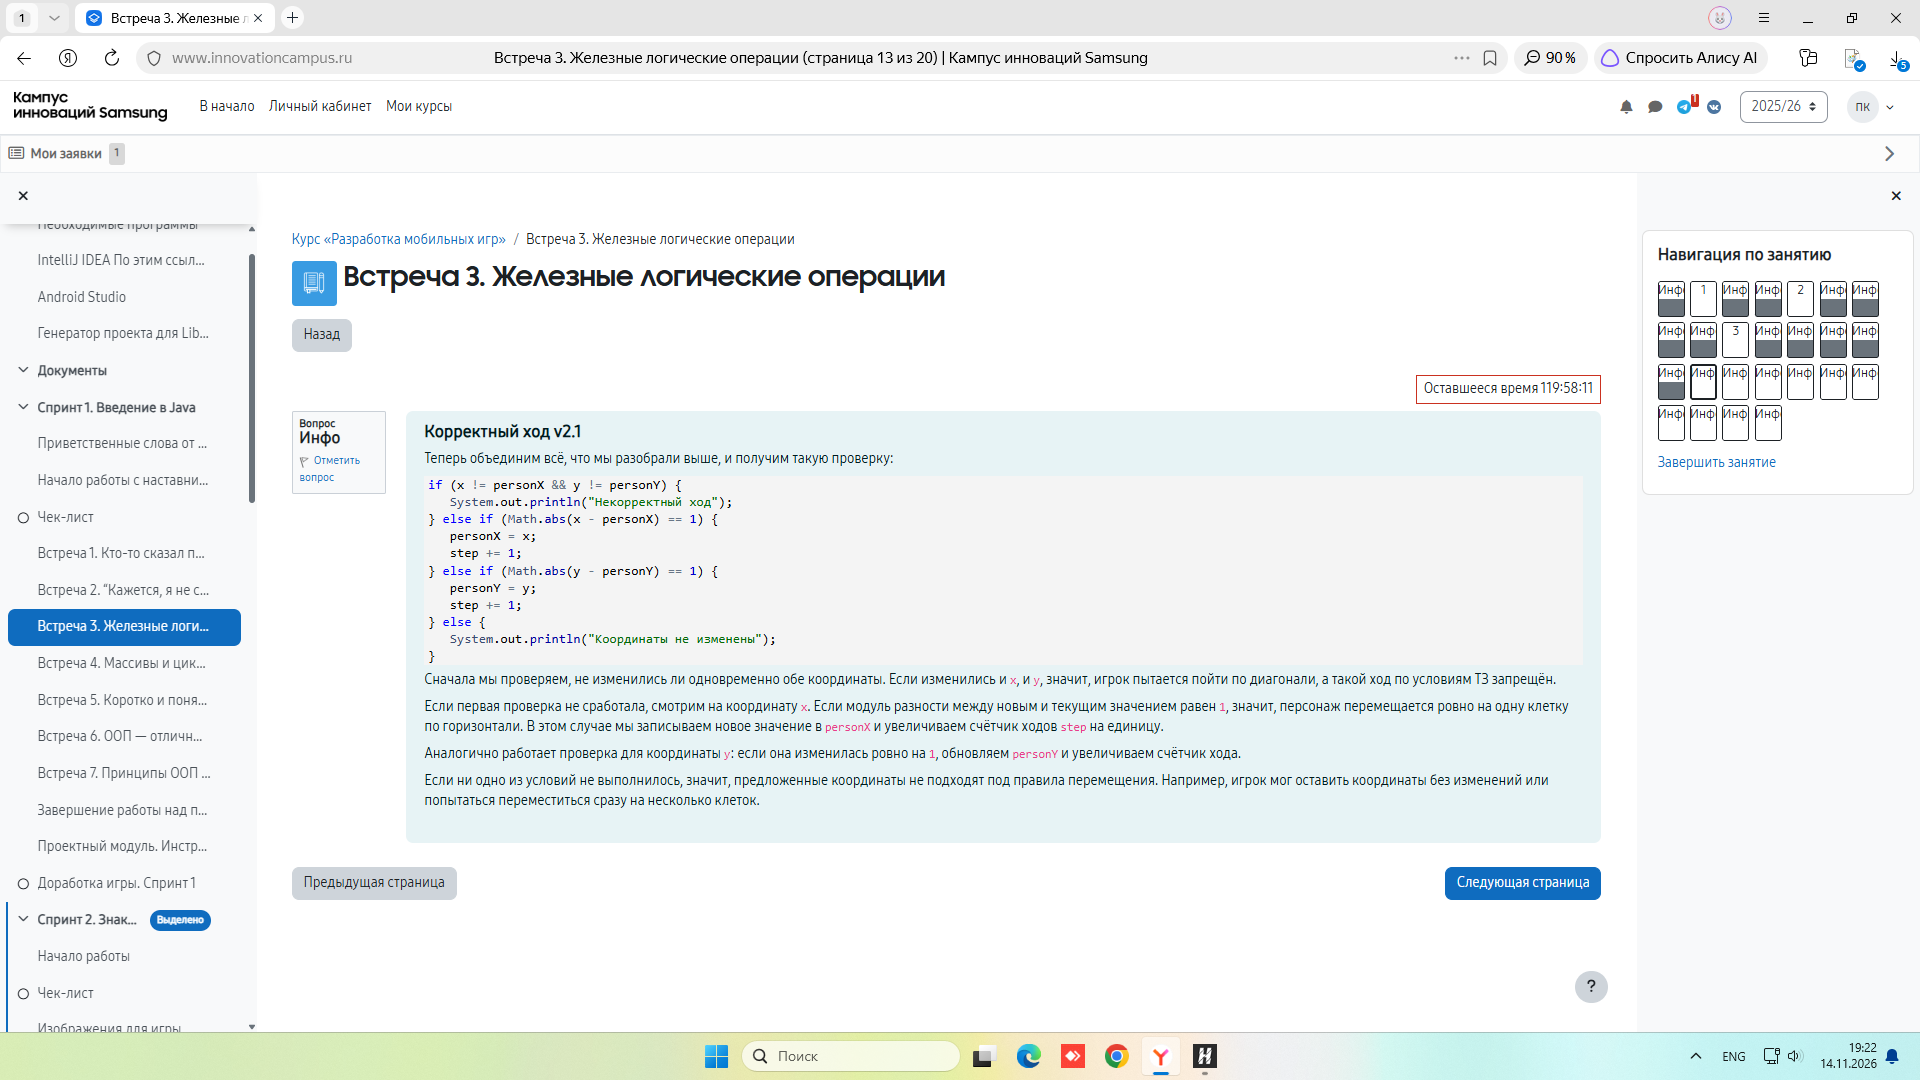 1
Встреча 3. Железные л
www.innovationcampus.ru
Встреча 3. Железные логические операции (страница 13 из 20) | Кампус инноваций Samsung
90 %
Спросить Алису AI
5
Кампус
инноваций Samsung
В начало
Личный кабинет
Мои курсы
1
2025/26
ПК
Мои заявки
1
Необходимые программы
IntelliJ IDEA По этим ссыл...
Android Studio
Генератор проекта для Lib...
Документы
Спринт 1. Введение в Java
Приветственные слова от ...
Начало работы с наставни...
Чек-лист
Встреча 1. Кто-то сказал п...
Встреча 2. “Кажется, я не с...
Встреча 3. Железные логи...
Встреча 4. Массивы и цик...
Встреча 5. Коротко и поня...
Встреча 6. ООП — отличн...
Встреча 7. Принципы ООП ...
Завершение работы над п...
Проектный модуль. Инстр...
Доработка игры. Спринт 1
Спринт 2. Знак...
Выделено
Начало работы
Чек-лист
Изображения для игры
Курс «Разработка мобильных игр» / Встреча 3. Железные логические операции
Встреча 3. Железные логические операции
Назад
Оставшееся время 119:58:11
Вопрос
Инфо
Отметить
вопрос
Корректный ход v2.1
Теперь объединим всё, что мы разобрали выше, и получим такую проверку:
if (x != personX && y != personY) {
System.out.println("Некорректный ход");
} else if (Math.abs(x - personX) == 1) {
personX = x;
step += 1;
} else if (Math.abs(y - personY) == 1) {
personY = y;
step += 1;
} else {
System.out.println("Координаты не изменены");
}
Сначала мы проверяем, не изменились ли одновременно обе координаты. Если изменились и x, и y, значит, игрок пытается пойти по диагонали, а такой ход по условиям ТЗ запрещён.
Если первая проверка не сработала, смотрим на координату x. Если модуль разности между новым и текущим значением равен 1, значит, персонаж перемещается ровно на одну клетку
по горизонтали. В этом случае мы записываем новое значение в personX и увеличиваем счётчик ходов step на единицу.
Аналогично работает проверка для координаты y: если она изменилась ровно на 1, обновляем personY и увеличиваем счётчик хода.
Если ни одно из условий не выполнилось, значит, предложенные координаты не подходят под правила перемещения. Например, игрок мог оставить координаты без изменений или
попытаться переместиться сразу на несколько клеток.
Предыдущая страница
Следующая страница
?
Навигация по занятию
Инф 1 Инф Инф 2 Инф Инф
Инф Инф 3 Инф Инф Инф Инф
Инф Инф Инф Инф Инф Инф Инф
Инф Инф Инф Инф
Завершить занятие
Поиск
ENG
19:22
14.11.2026